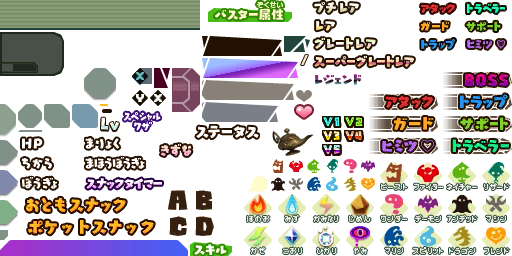 ぞくせい
バスター属性
プチレア
レア
グレートレア
スーパーグレートレア
レジェンド
アタック トラベラー
ガード サポート
トラップ ヒミツ♡
BOSS
アタック トラップ
ガード サポート
ヒミツ♡ トラベラー
Lv
スペシャル
ワザ
ステータス
V1 V2
V3 V4
V5
HP まりょく
きずな
ちから まほうぼうぎょ
ぼうぎょ スナックタイマー
おともスナック
ポケットスナック
A B
C D
スキル
ビースト ファイター ネイチャー リザード
ほのお みず かみなり じめん
ワンダー デーモン アンデッド マシン
かぜ こおり ひかり やみ
マリン スピリット ドラゴン フレンド